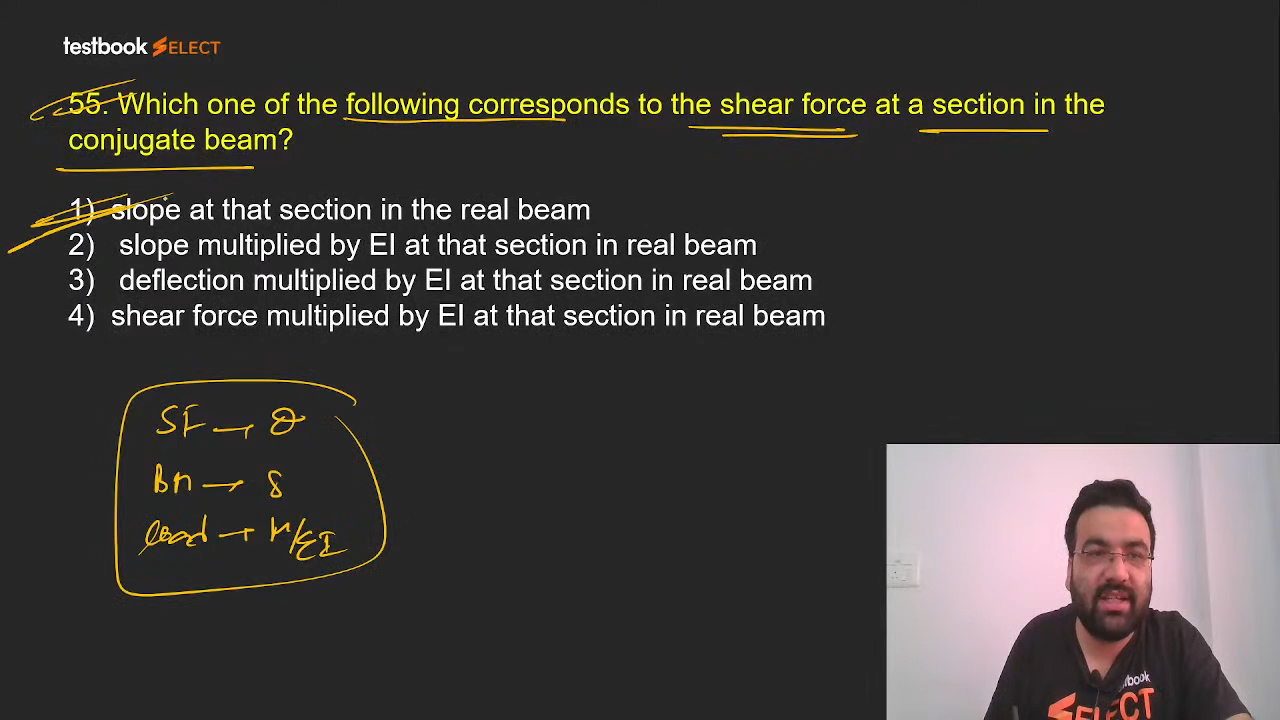 testbook SELECT
55. Which one of the following corresponds to the shear force at a section in the
conjugate beam?
1) slope at that section in the real beam
2) slope multiplied by EI at that section in real beam
3) deflection multiplied by EI at that section in real beam
4) shear force multiplied by EI at that section in real beam
SF → θ
BM → δ
load → M/EI
tbook
SELECT